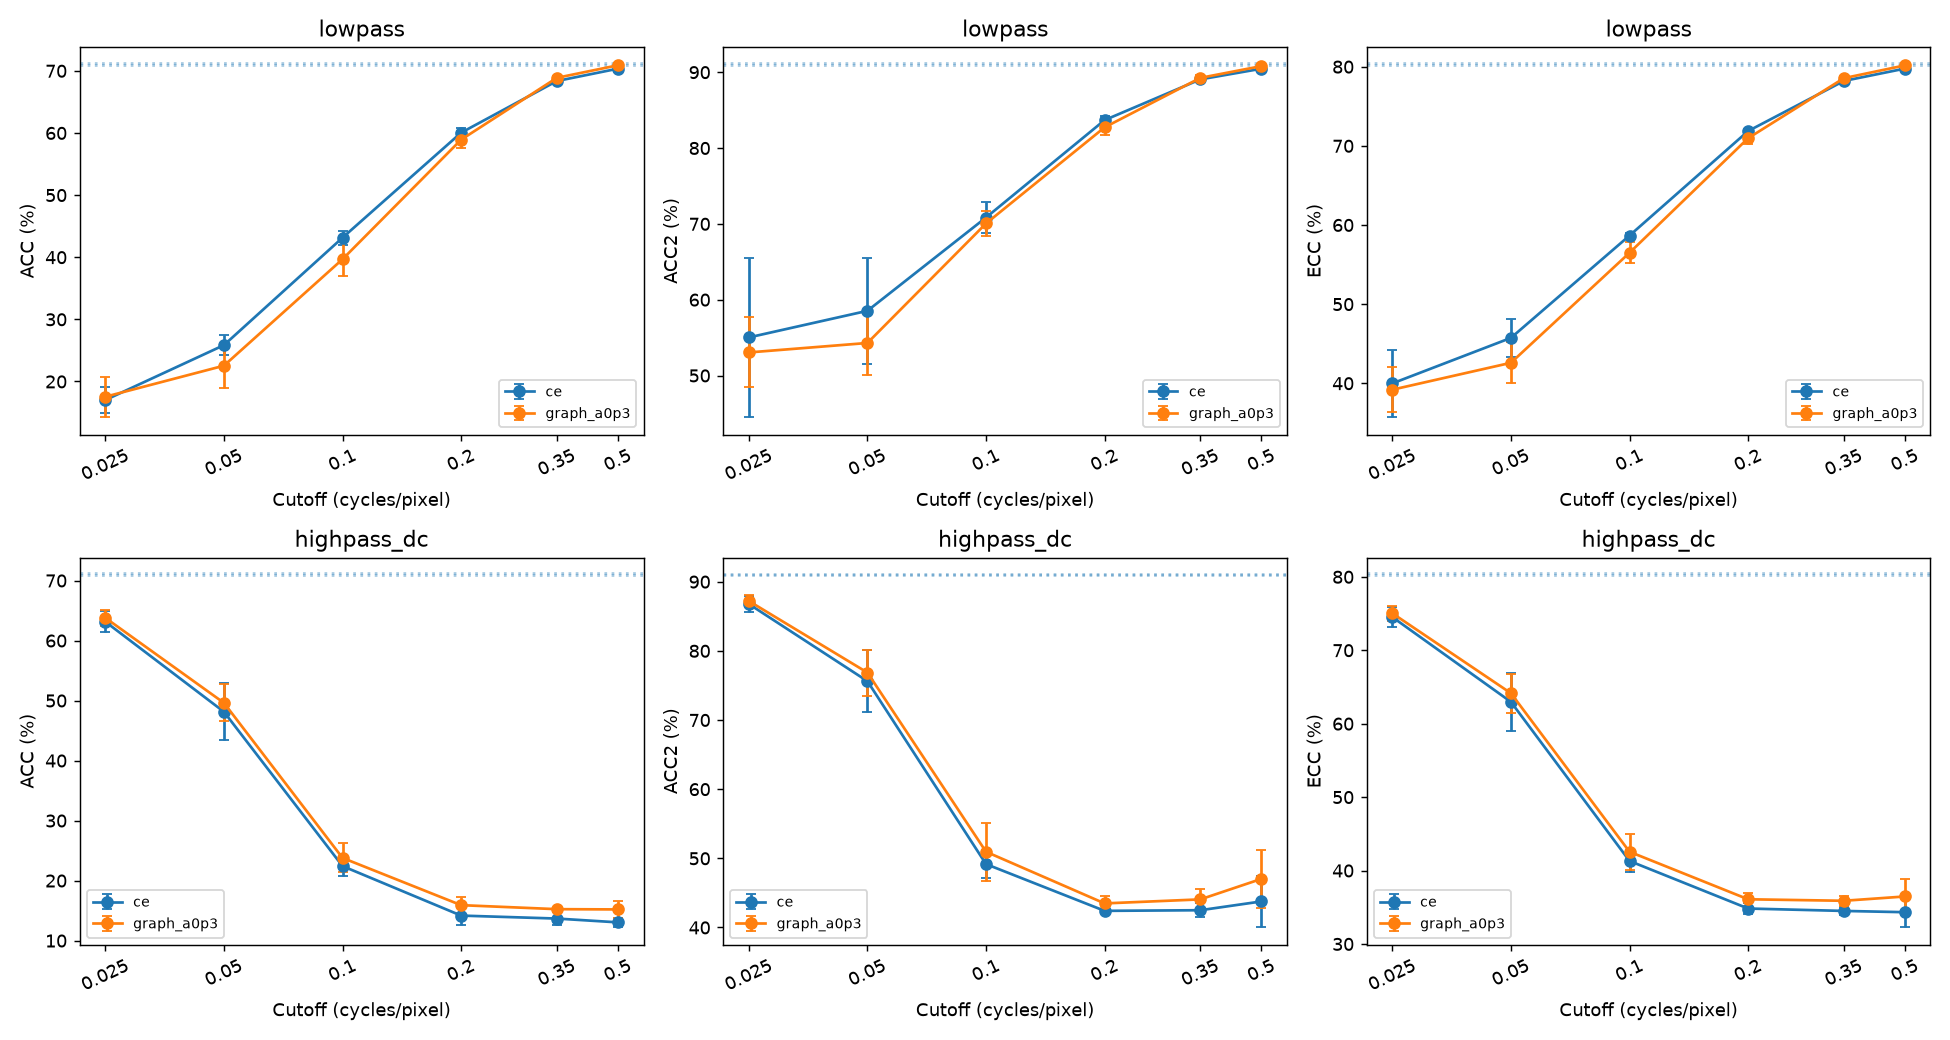 lowpass
ACC (%)
70
60
50
40
30
20
0.025
0.05
0.1
0.2
0.35
0.5
Cutoff (cycles/pixel)
ce
graph_a0p3
lowpass
ACC2 (%)
90
80
70
60
50
0.025
0.05
0.1
0.2
0.35
0.5
Cutoff (cycles/pixel)
ce
graph_a0p3
lowpass
ECC (%)
80
70
60
50
40
0.025
0.05
0.1
0.2
0.35
0.5
Cutoff (cycles/pixel)
ce
graph_a0p3
highpass_dc
ACC (%)
70
60
50
40
30
20
10
0.025
0.05
0.1
0.2
0.35
0.5
Cutoff (cycles/pixel)
ce
graph_a0p3
highpass_dc
ACC2 (%)
90
80
70
60
50
40
0.025
0.05
0.1
0.2
0.35
0.5
Cutoff (cycles/pixel)
ce
graph_a0p3
highpass_dc
ECC (%)
80
70
60
50
40
30
0.025
0.05
0.1
0.2
0.35
0.5
Cutoff (cycles/pixel)
ce
graph_a0p3